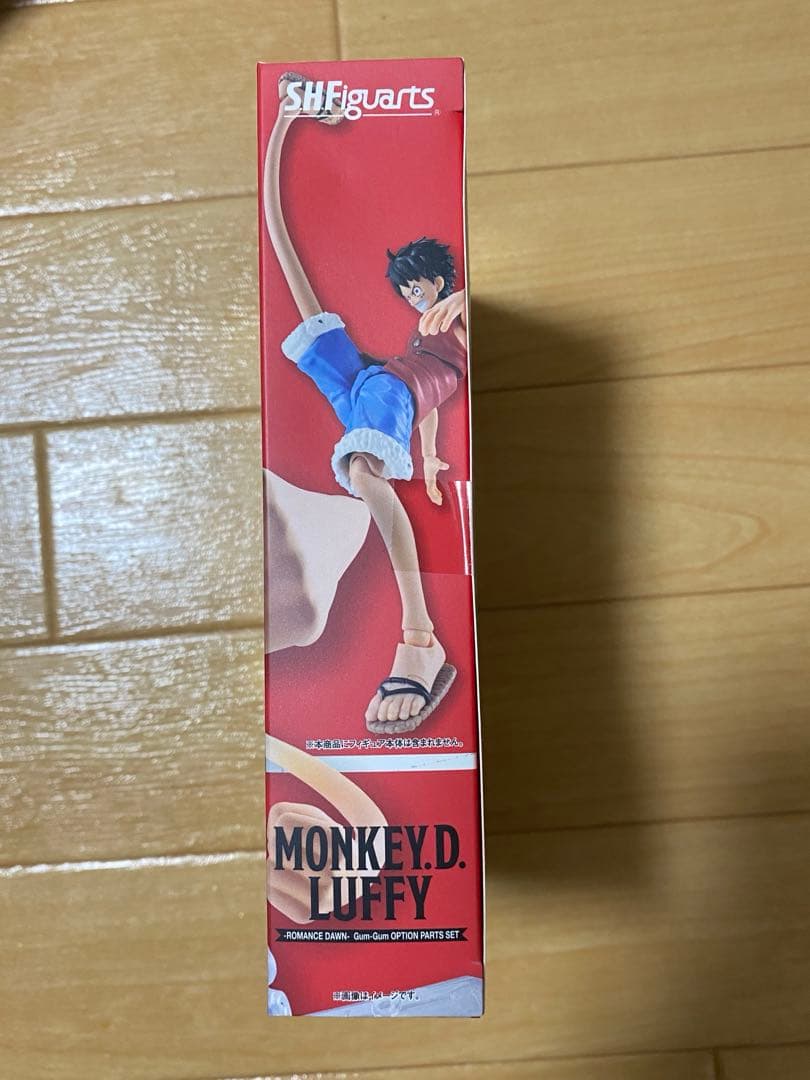 S.H.Figuarts
®
※本商品にフィギュア本体は含まれません。
MONKEY.D.
LUFFY
-ROMANCE DAWN- Gum-Gum OPTION PARTS SET
※画像はイメージです。